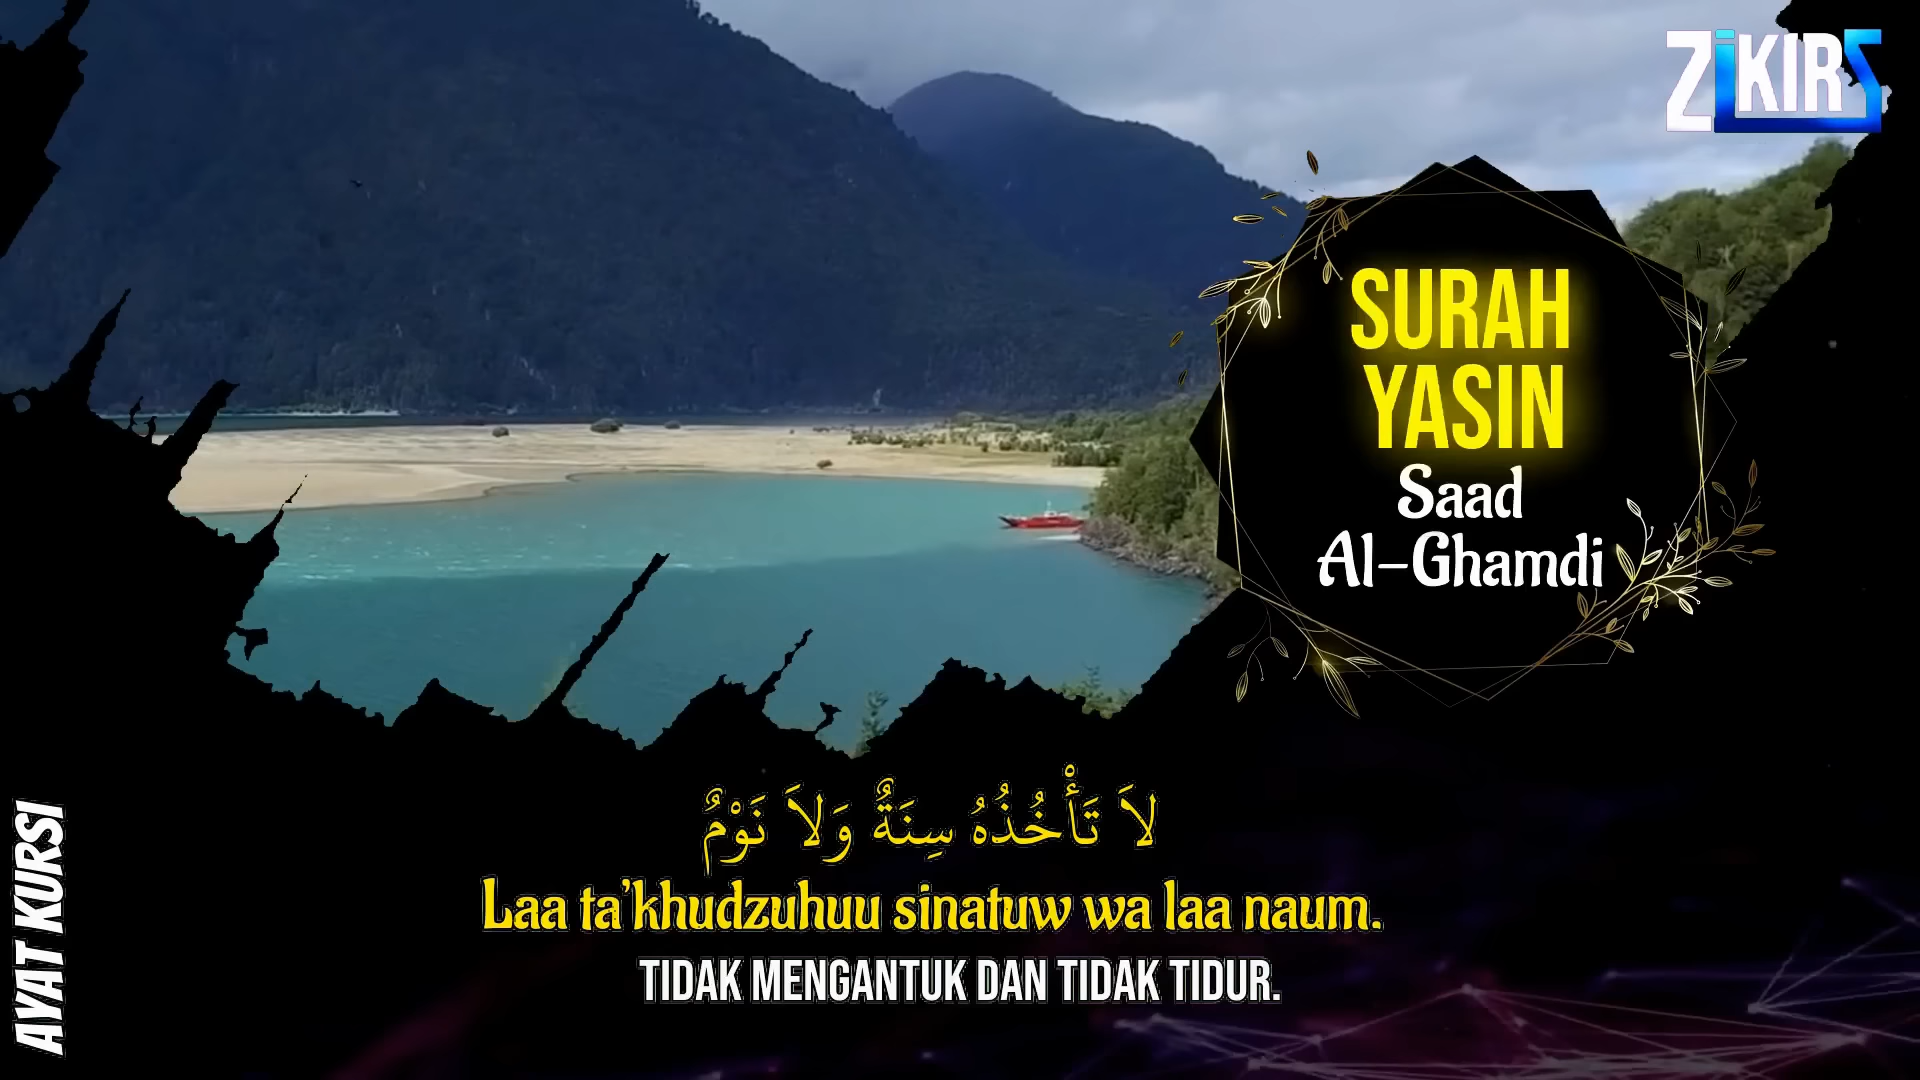 ZiKIRS
SURAH
YASIN
Saad
Al-Ghamdi
لاَ تَأْخُذُهُ سِنَةٌ وَلاَ نَوْمٌ
Laa ta'khudzuhuu sinatuw wa laa naum.
TIDAK MENGANTUK DAN TIDAK TIDUR.
AYAT KURSI